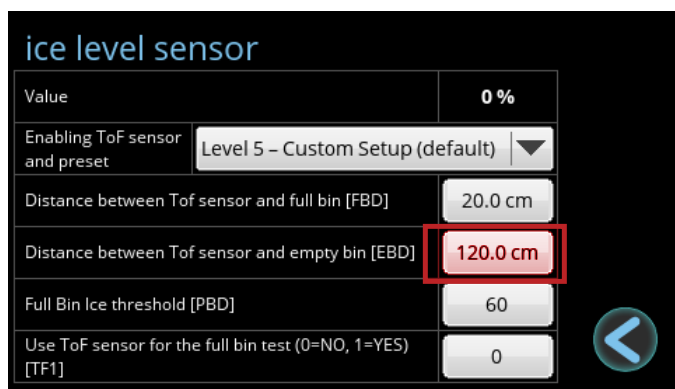 ice level sensor
Value
0 %
Enabling ToF sensor
and preset
Level 5 – Custom Setup (default)
Distance between Tof sensor and full bin [FBD]
20.0 cm
Distance between Tof sensor and empty bin [EBD]
120.0 cm
Full Bin Ice threshold [PBD]
60
Use ToF sensor for the full bin test (0=NO, 1=YES)
[TF1]
0